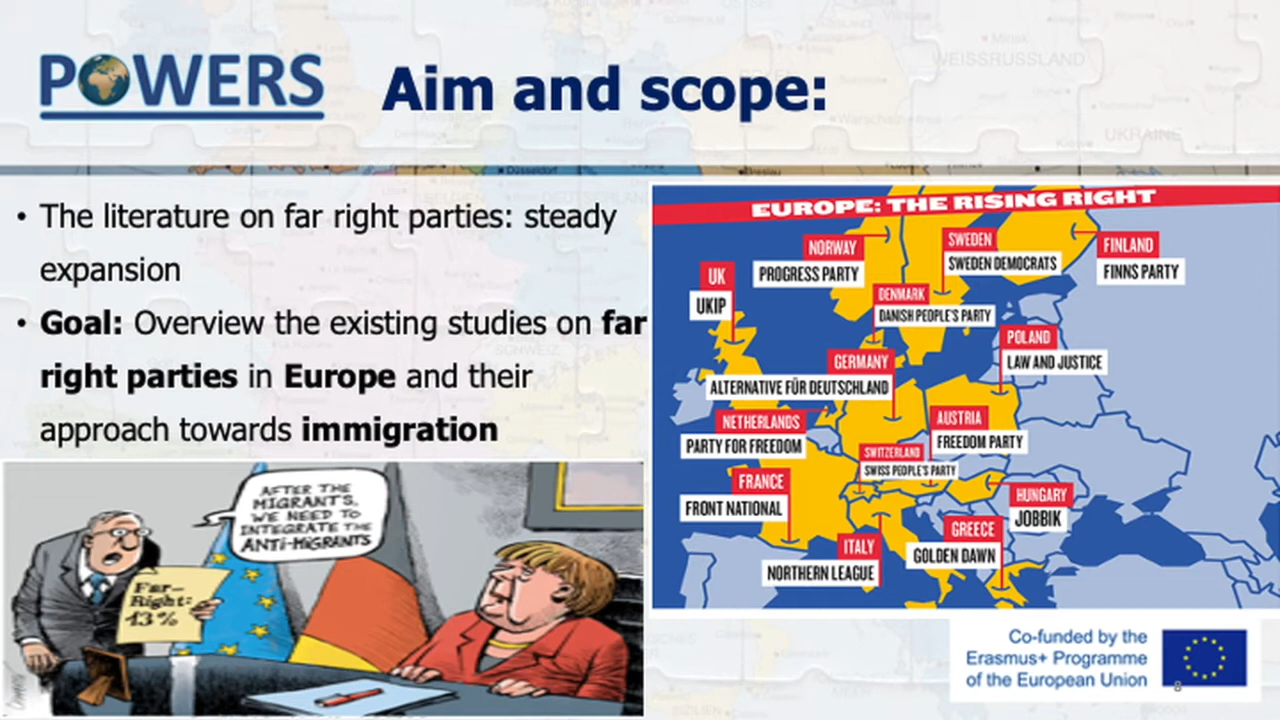 POWERS
Aim and scope:
WEISSRUSSLAND
UKRAINE
Düsseldorf
Breslau
• The literature on far right parties: steady
expansion
• Goal: Overview the existing studies on far
right parties in Europe and their
approach towards immigration
AFTER THE
MIGRANTS,
WE NEED TO
INTEGRATE THE
ANTI-MIGRANTS
Far-
Right:
13%
EUROPE: THE RISING RIGHT
NORWAY
PROGRESS PARTY
SWEDEN
SWEDEN DEMOCRATS
FINLAND
FINNS PARTY
UK
UKIP
DENMARK
DANISH PEOPLE'S PARTY
POLAND
LAW AND JUSTICE
GERMANY
ALTERNATIVE FÜR DEUTSCHLAND
NETHERLANDS
PARTY FOR FREEDOM
AUSTRIA
FREEDOM PARTY
SWITZERLAND
SWISS PEOPLE'S PARTY
FRANCE
FRONT NATIONAL
HUNGARY
JOBBIK
GREECE
GOLDEN DAWN
ITALY
NORTHERN LEAGUE
Co-funded by the
Erasmus+ Programme
of the European Union
8